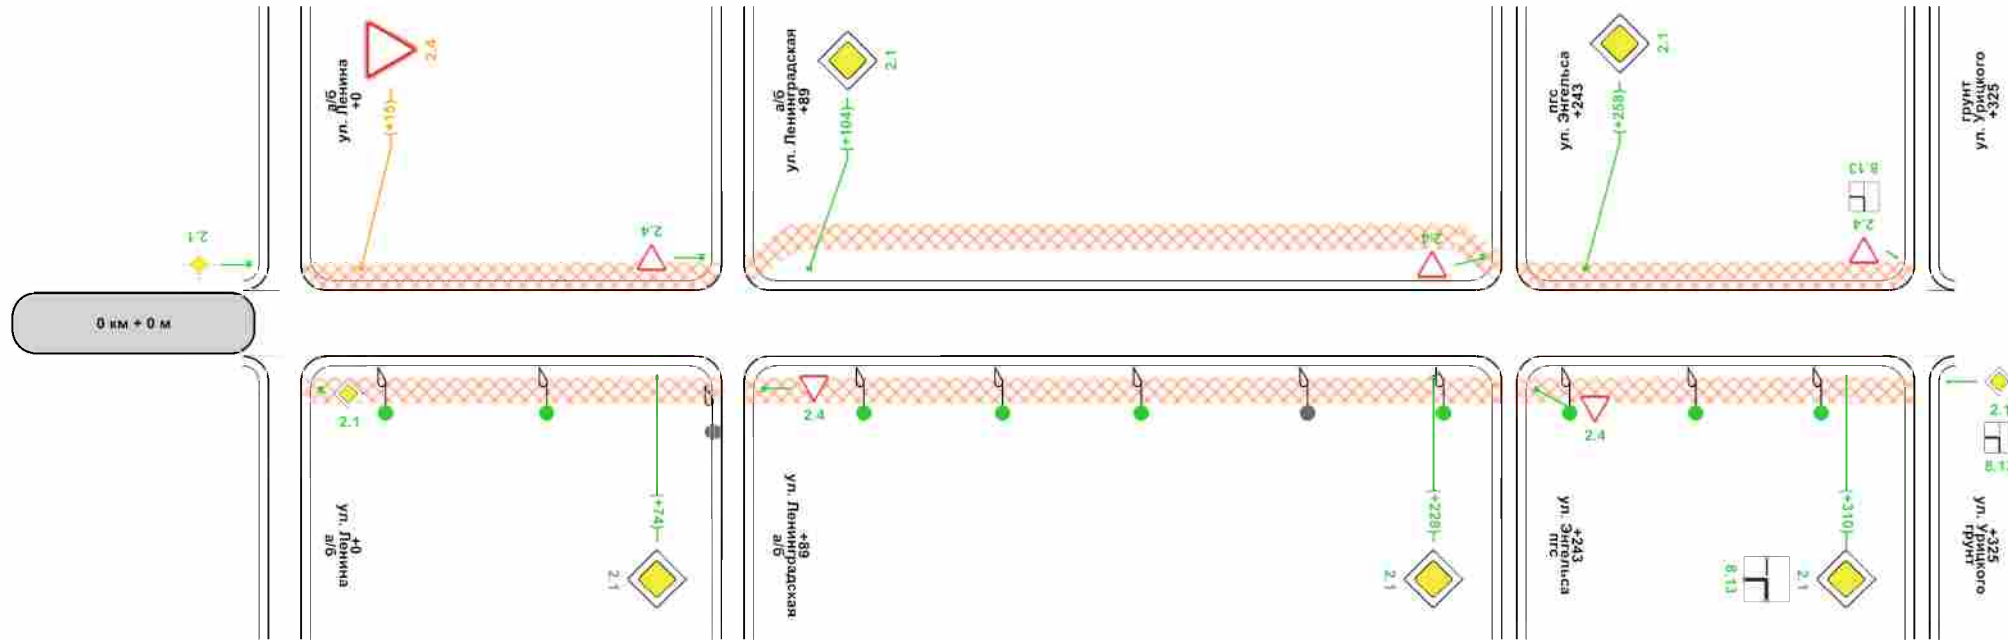 2.4
а/б
ул. Ленина
+0
(+15)
2.1
а/б
ул. Ленинградская
+89
(+104)
2.1
пгс
ул. Энгельса
+243
(+258)
грунт
ул. Урицкого
+325
8.13
2.4
2.1
2.4
2.4
0 км + 0 м
2.1
2.4
2.4
2.1
8.13
+0
ул. Ленина
а/б
(+74)
2.1
+89
ул. Ленинградская
а/б
(+228)
2.1
+243
ул. Энгельса
пгс
(+310)
8.13
2.1
+325
ул. Урицкого
грунт